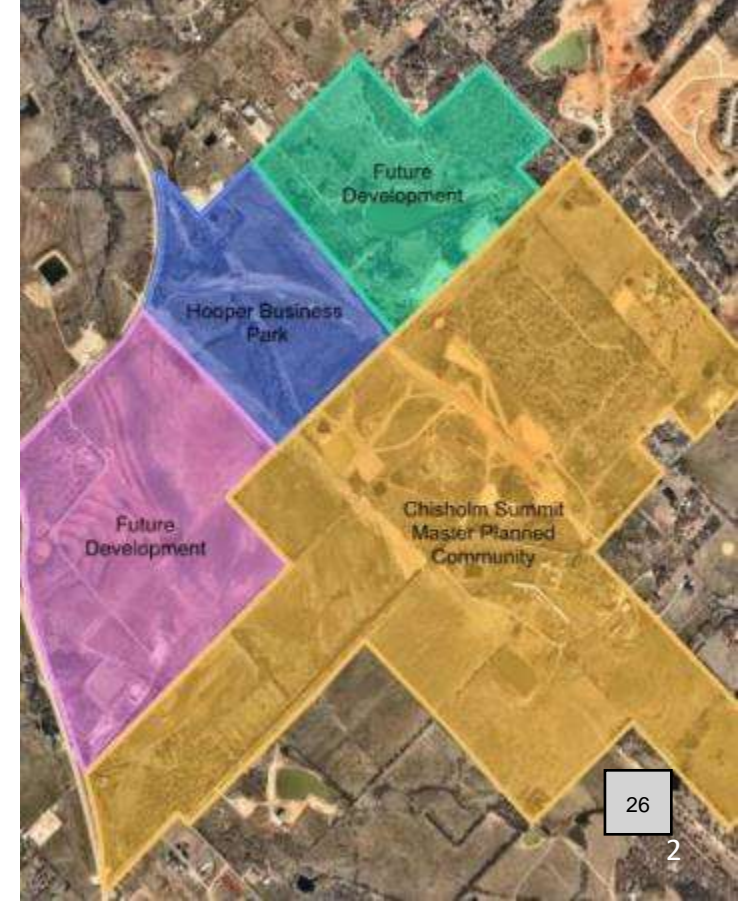 Future
Development
Hooper Business
Park
Future
Development
Chisholm Summit
Master Planned
Community
26
2